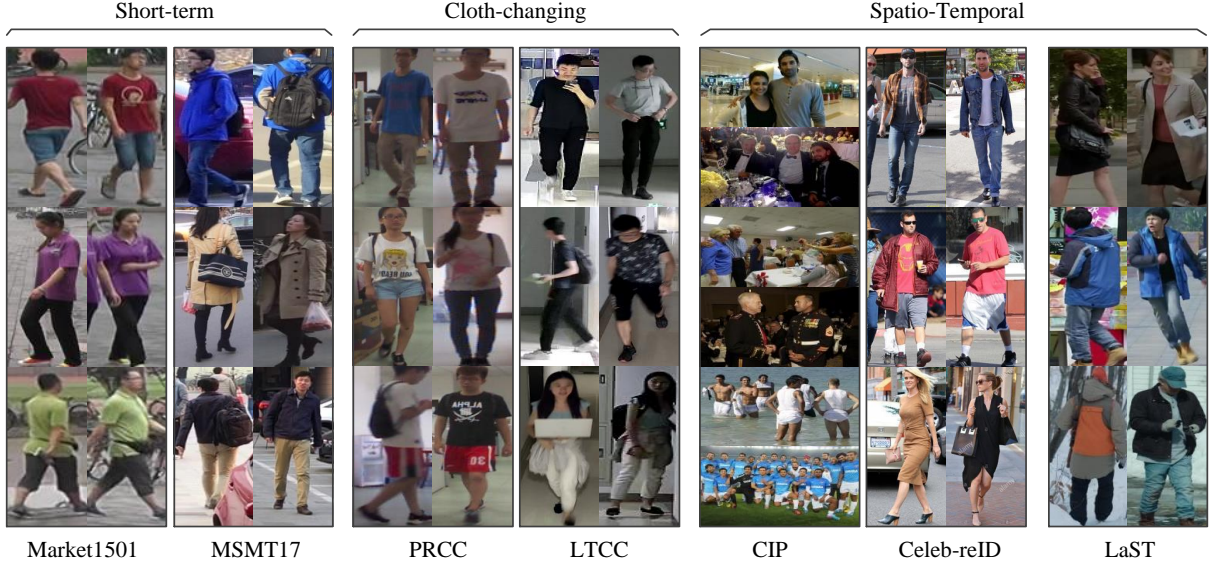 Short-term
Cloth-changing
Spatio-Temporal
Market1501
MSMT17
PRCC
LTCC
CIP
Celeb-reID
LaST